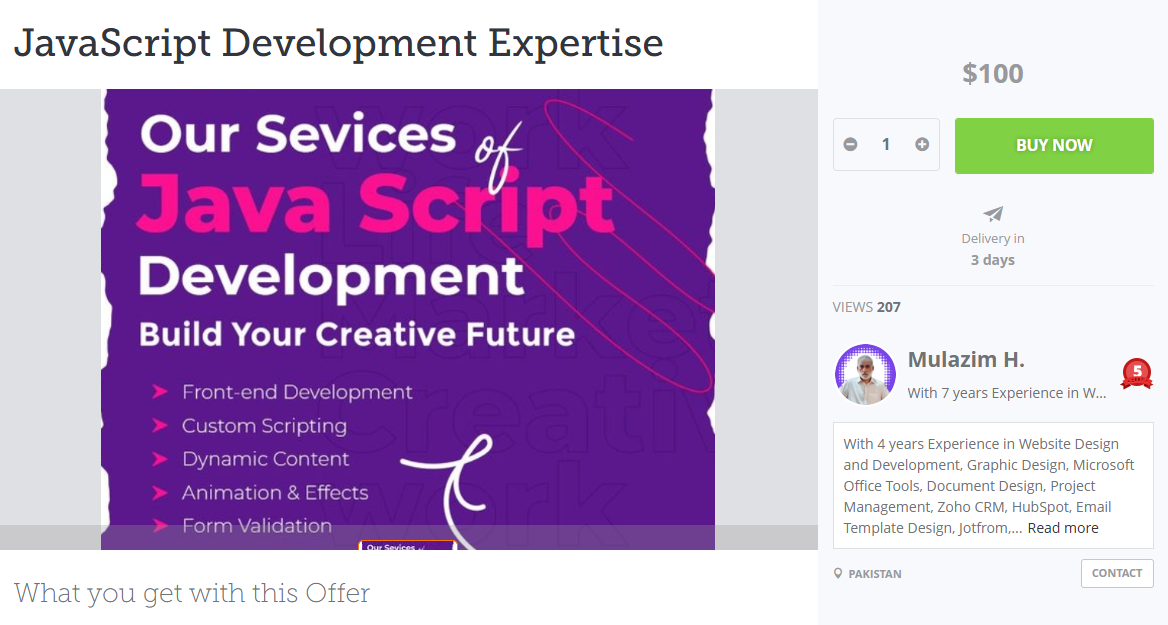 JavaScript Development Expertise
Our Sevices of
Java Script
Development
Build Your Creative Future
Front-end Development
Custom Scripting
Dynamic Content
Animation & Effects
Form Validation
Our Sevices of
What you get with this Offer
$100
1
BUY NOW
Delivery in
3 days
VIEWS 207
Mulazim H.
5
With 7 years Experience in W...
With 4 years Experience in Website Design
and Development, Graphic Design, Microsoft
Office Tools, Document Design, Project
Management, Zoho CRM, HubSpot, Email
Template Design, Jotfrom,... Read more
PAKISTAN
CONTACT